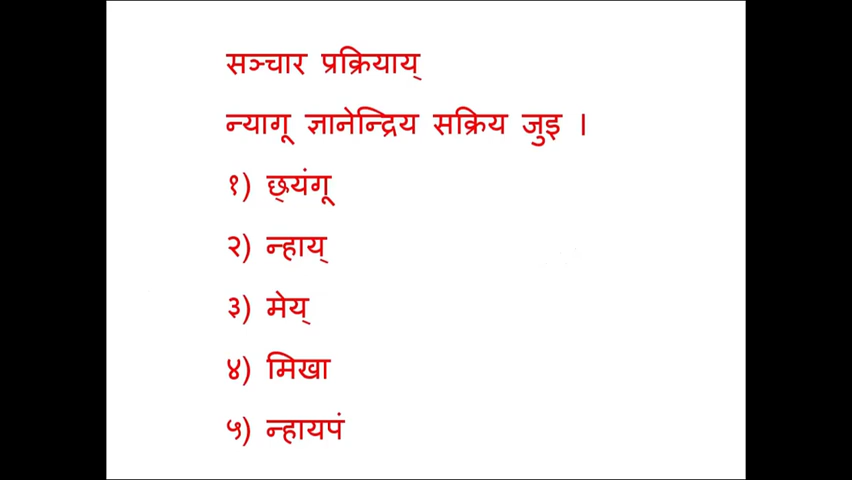 सञ्चार प्रक्रियाय्
न्यागू ज्ञानेन्द्रिय सक्रिय जुइ ।
१) छ्यंगू
२) न्हाय्
३) मेय्
४) मिखा
५) न्हायपं